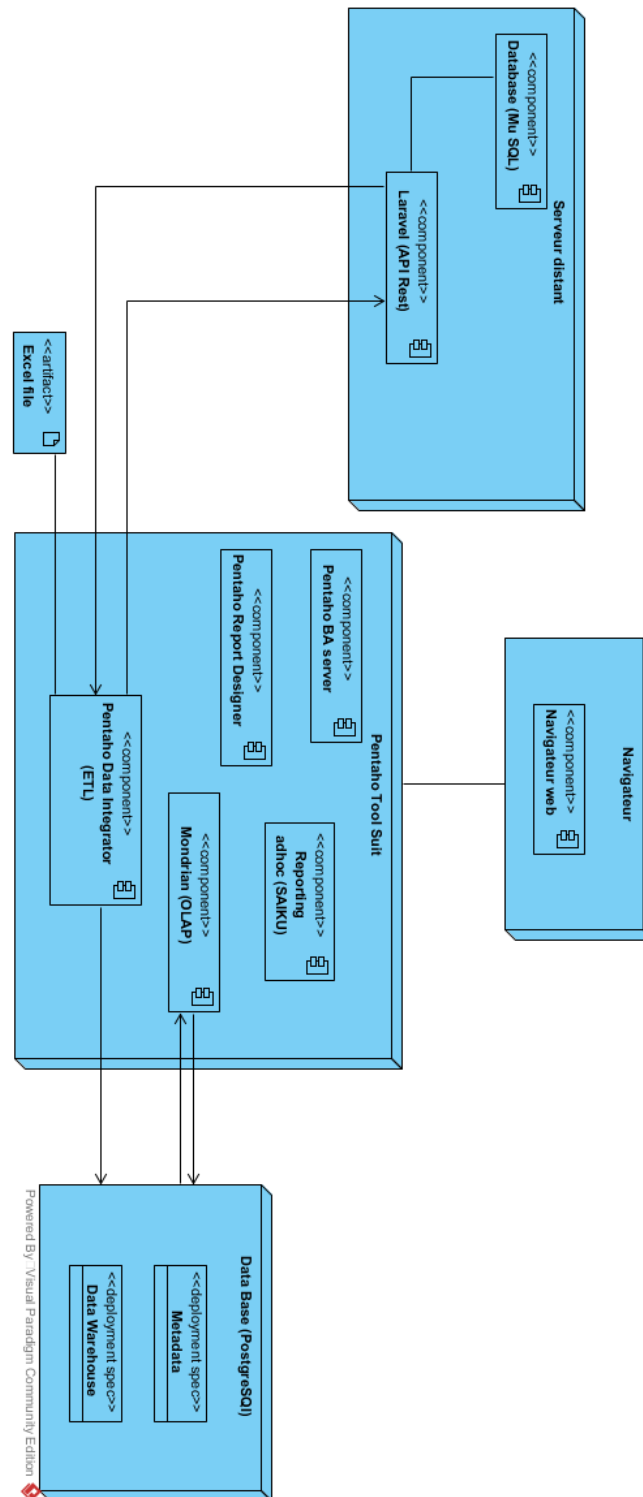 Serveur distant
<<component>>
Database (Mu SQL)
<<component>>
Laravel (API Rest)
<<artifact>>
Excel file
Navigateur
<<component>>
Navigateur web
Pentaho Tool Suit
<<component>>
Pentaho BA server
<<component>>
Reporting
adhoc (SAIKU)
<<component>>
Pentaho Report Designer
<<component>>
Mondrian (OLAP)
<<component>>
Pentaho Data Integrator
(ETL)
Data Base (PostgreSQl)
<<deployment spec>>
Metadata
<<deployment spec>>
Data Warehouse
Powered By Visual Paradigm Community Edition